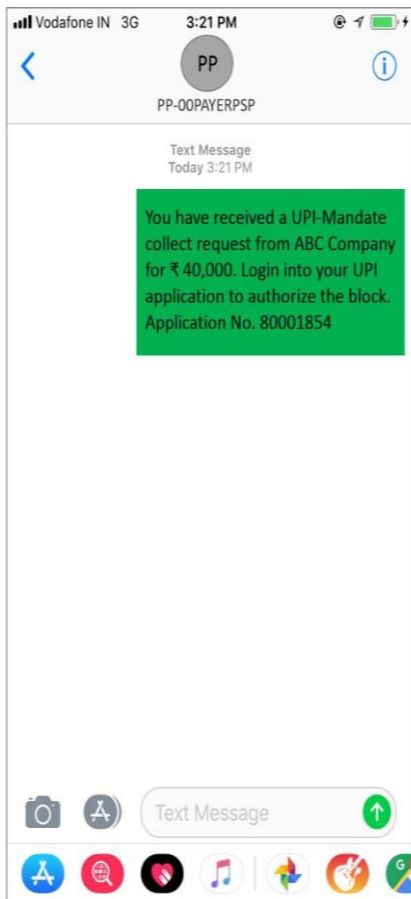 Vodafone IN 3G 3:21 PM
PP
PP-00PAYERPSP
Text Message
Today 3:21 PM
You have received a UPI-Mandate
collect request from ABC Company
for ₹ 40,000. Login into your UPI
application to authorize the block.
Application No. 80001854
Text Message
G